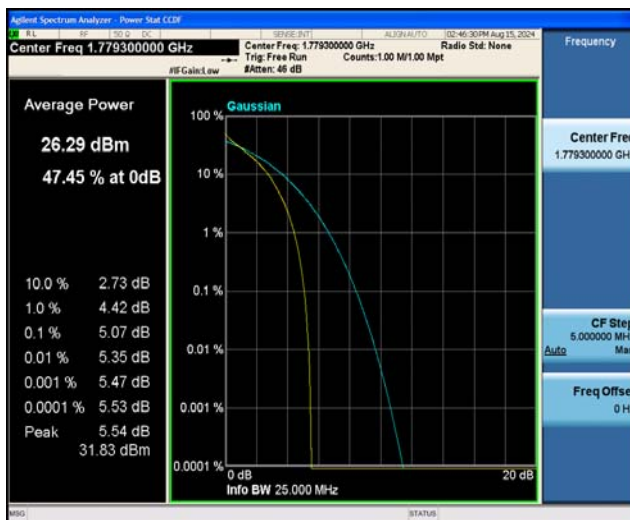 Agilent Spectrum Analyzer - Power Stat CCDF
RL RF 50 Ω DC SENSE:INT ALIGNAUTO 02:46:30PM Aug15, 2024
Center Freq 1.779300000 GHz
Center Freq: 1.779300000 GHz Radio Std: None
Trig: Free Run Counts:1.00 M/1.00 Mpt
#IFGain:Low #Atten: 46 dB
Frequency
Average Power
26.29 dBm
47.45 % at 0dB
10.0 % 2.73 dB
1.0 % 4.42 dB
0.1 % 5.07 dB
0.01 % 5.35 dB
0.001 % 5.47 dB
0.0001 % 5.53 dB
Peak 5.54 dB
31.83 dBm
Gaussian
100 %
10 %
1 %
0.1 %
0.01 %
0.001 %
0.0001 %
0 dB 20 dB
Info BW 25.000 MHz
Center Fre
1.779300000 GH
CF Step
5.000000 MH
Auto Ma
Freq Offse
0 H
MSG STATUS